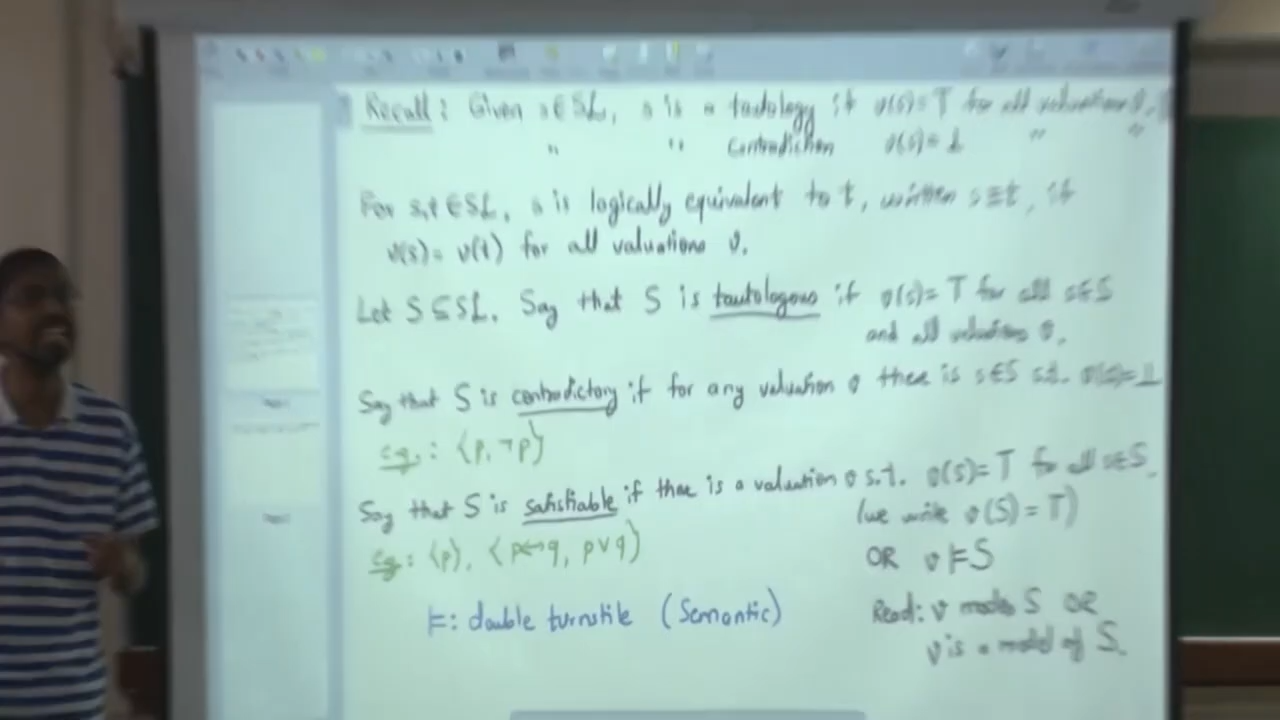 Recall: Given s ∈ SL, s is a tautology if v(s) = T for all valuations v.
" " contradiction v(s) = ⊥ " "
For s,t ∈ SL, s is logically equivalent to t, written s ≡ t, if
v(s) = v(t) for all valuations v.
Let S ⊆ SL. Say that S is tautologous if v(s) = T for all s∈S
and all valuations v.
Say that S is contradictory if for any valuation v there is s∈S s.t. v(s)=⊥
eg.: {p, ¬p}
Say that S is satisfiable if there is a valuation v s.t. v(s) = T for all s∈S.
(we write v(S) = T)
eg: {p}, {p↔q, p∨q}
OR v ⊨ S
⊨: double turnstile (Semantic)
Read: v models S OR
v is a model of S.